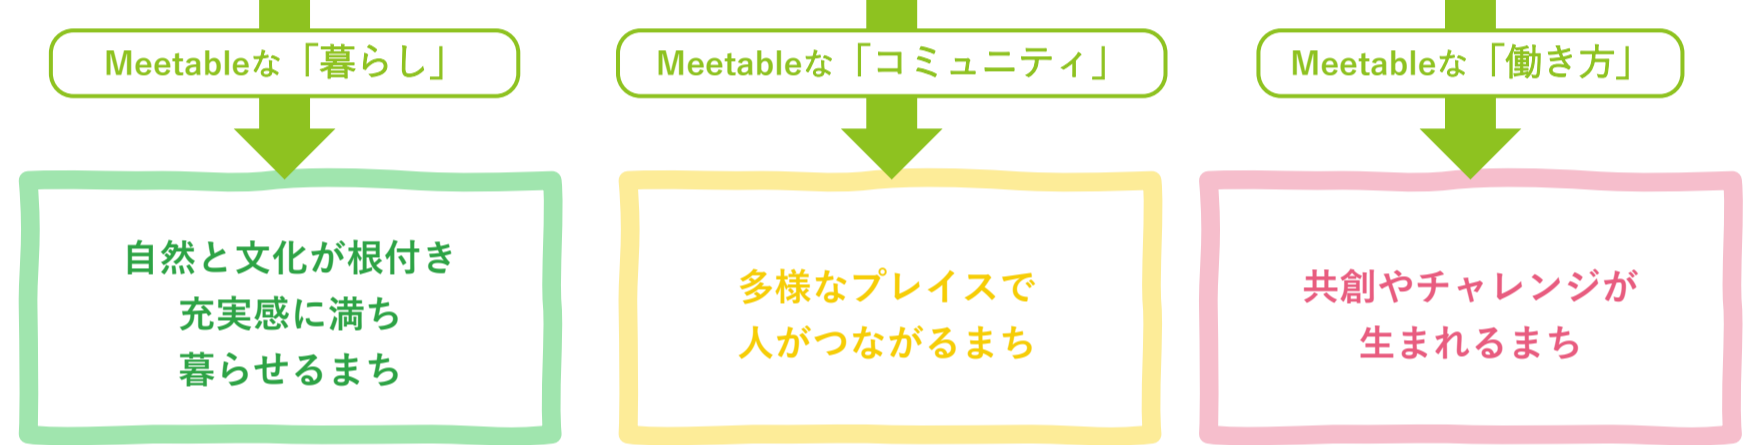 Meetableな「暮らし」
Meetableな「コミュニティ」
Meetableな「働き方」
自然と文化が根付き
充実感に満ち
暮らせるまち
多様なプレイスで
人がつながるまち
共創やチャレンジが
生まれるまち